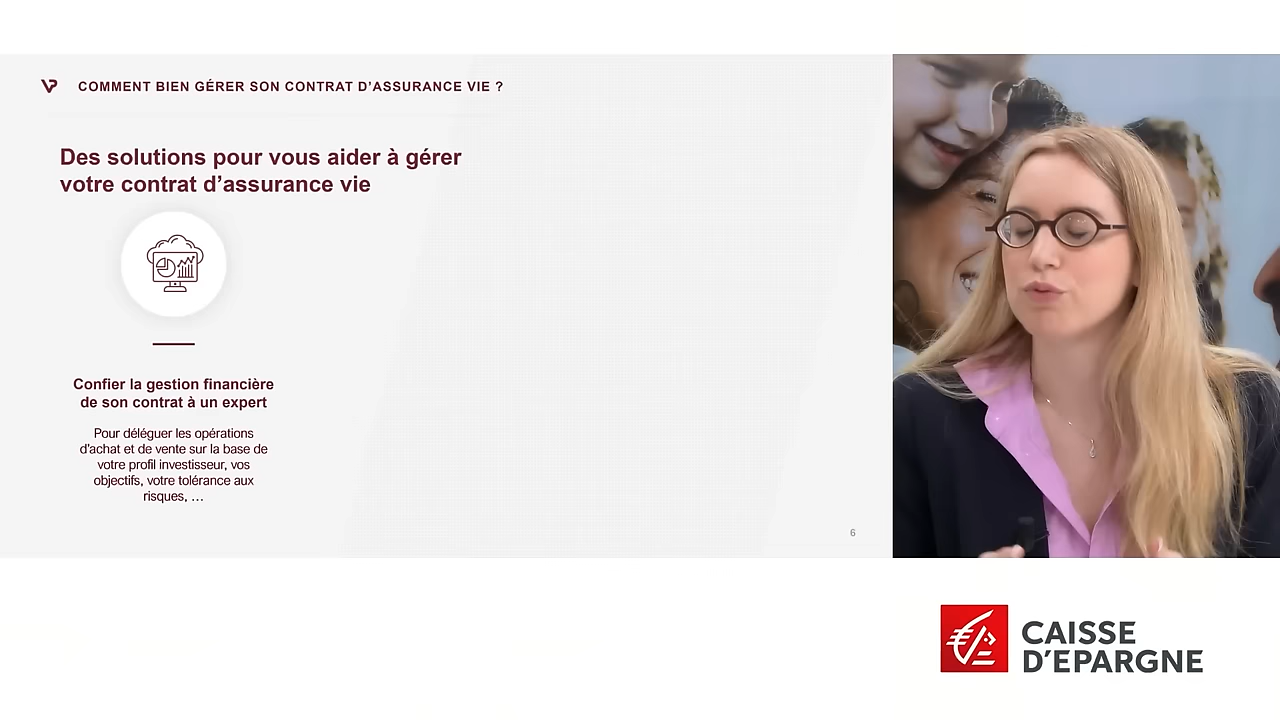 COMMENT BIEN GÉRER SON CONTRAT D'ASSURANCE VIE ?
Des solutions pour vous aider à gérer
votre contrat d'assurance vie
Confier la gestion financière
de son contrat à un expert
Pour déléguer les opérations
d'achat et de vente sur la base de
votre profil investisseur, vos
objectifs, votre tolérance aux
risques, …
6
CAISSE
D'EPARGNE